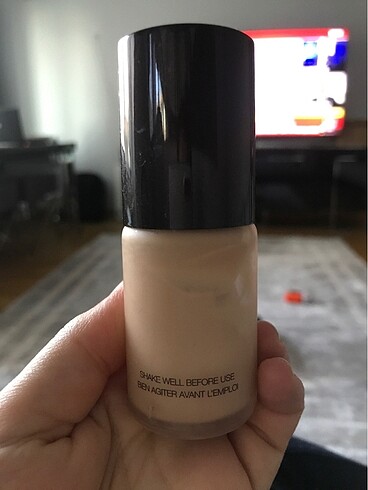 SHAKE WELL BEFORE USE
BIEN AGITER AVANT L'EMPLOI